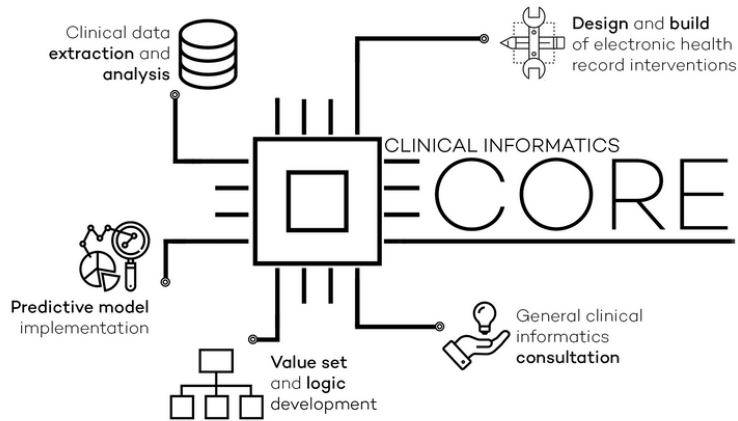 Clinical data
extraction and
analysis
Design and build
of electronic health
record interventions
CLINICAL INFORMATICS
CORE
Predictive model
implementation
General clinical
informatics
consultation
Value set
and logic
development